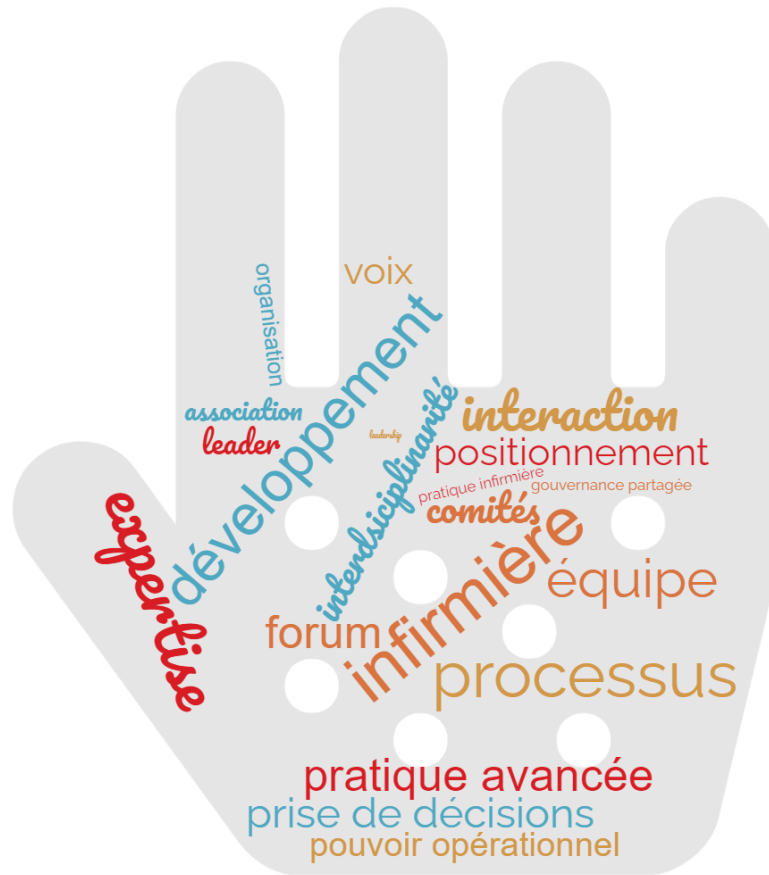 voix
organisation
développement
association
interdsiciplinarité
interaction
leader
leadership
positionnement
pratique infirmière
gouvernance partagée
comités
expertise
infirmière
équipe
forum
processus
pratique avancée
prise de décisions
pouvoir opérationnel